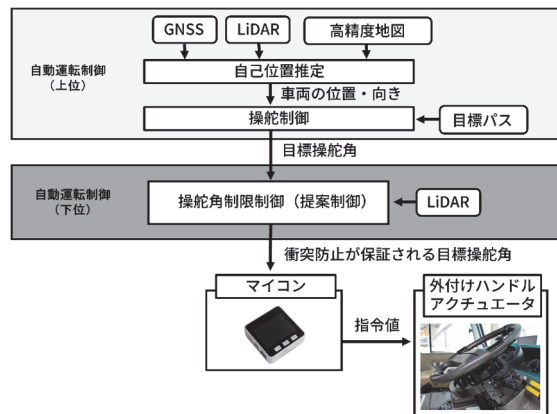 GNSS
LiDAR
高精度地図
自動運転制御
（上位）
自己位置推定
車両の位置・向き
操舵制御
目標パス
目標操舵角
自動運転制御
（下位）
操舵角制限制御（提案制御）
LiDAR
衝突防止が保証される目標操舵角
マイコン
指令値
外付けハンドル
アクチュエータ